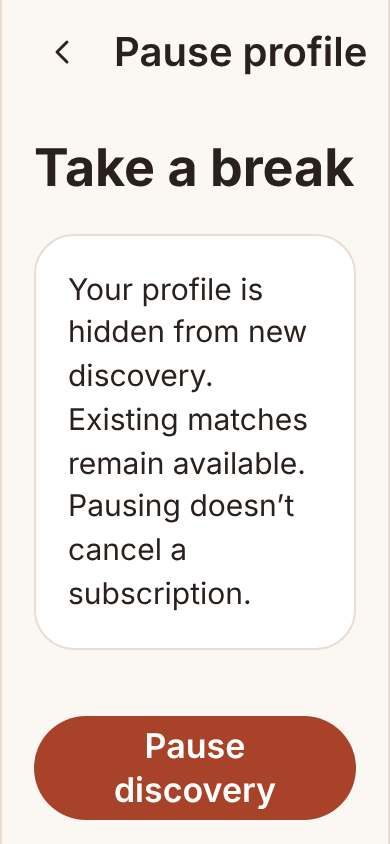 Pause profile
Take a break
Your profile is
hidden from new
discovery.
Existing matches
remain available.
Pausing doesn’t
cancel a
subscription.
Pause
discovery